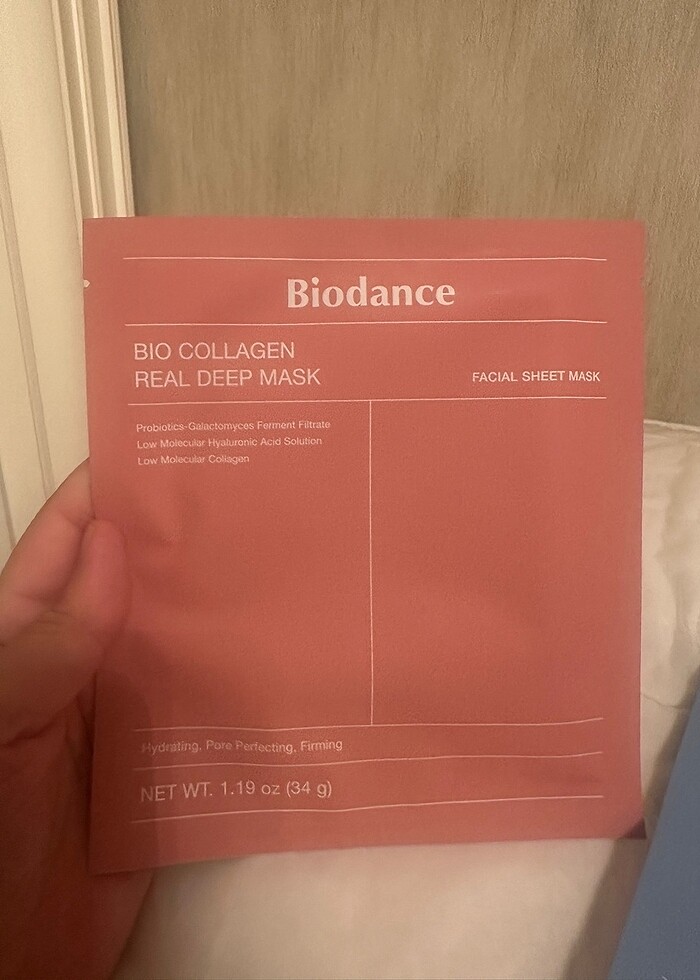 Biodance
BIO COLLAGEN
REAL DEEP MASK
FACIAL SHEET MASK
Probiotics-Galactomyces Ferment Filtrate
Low Molecular Hyaluronic Acid Solution
Low Molecular Collagen
Hydrating, Pore Perfecting, Firming
NET WT. 1.19 oz (34 g)